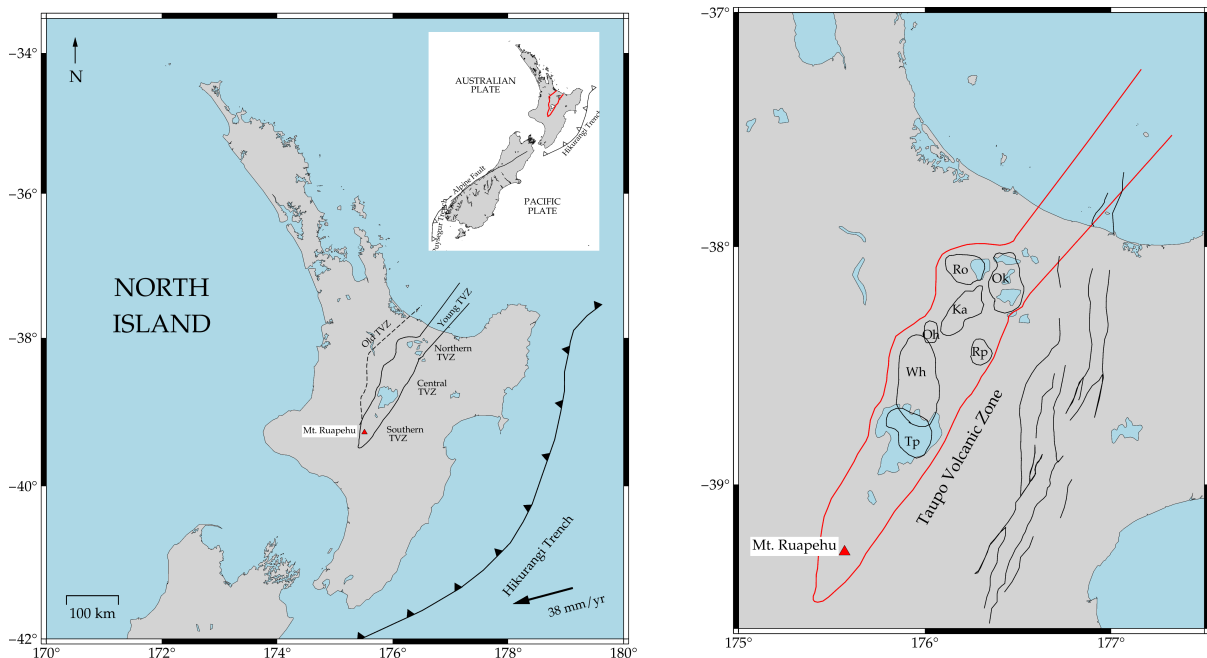 −34°
−36°
−38°
−40°
−42°
170°
172°
174°
176°
178°
180°
N
NORTH
ISLAND
Old TVZ
Young TVZ
Northern
TVZ
Central
TVZ
Southern
TVZ
Mt. Ruapehu
Hikurangi Trench
38 mm/yr
100 km
AUSTRALIAN
PLATE
Hikurangi Trench
Alpine Fault
PACIFIC
PLATE
Trench
−37°
−38°
−39°
175°
176°
177°
Ro
Ok
Ka
Oh
Rp
Wh
Tp
Taupo Volcanic Zone
Mt. Ruapehu